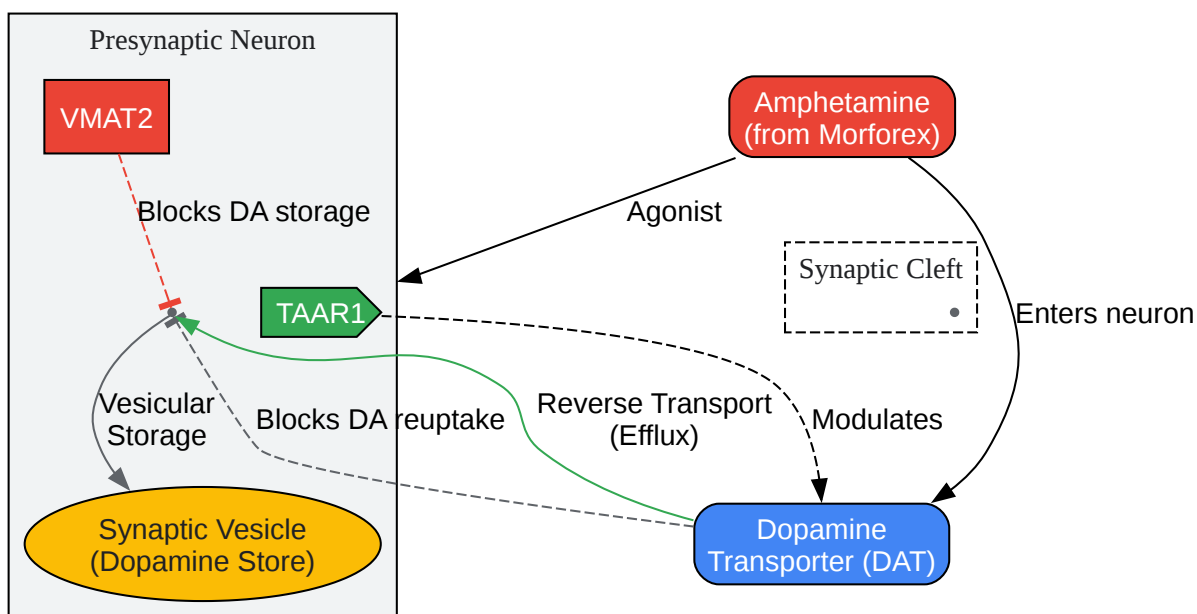 Presynaptic Neuron
VMAT2
Amphetamine
(from Morforex)
Blocks DA storage
Agonist
Synaptic Cleft
TAAR1
Enters neuron
Vesicular
Storage
Blocks DA reuptake
Reverse Transport
(Efflux)
Modulates
Synaptic Vesicle
(Dopamine Store)
Dopamine
Transporter (DAT)